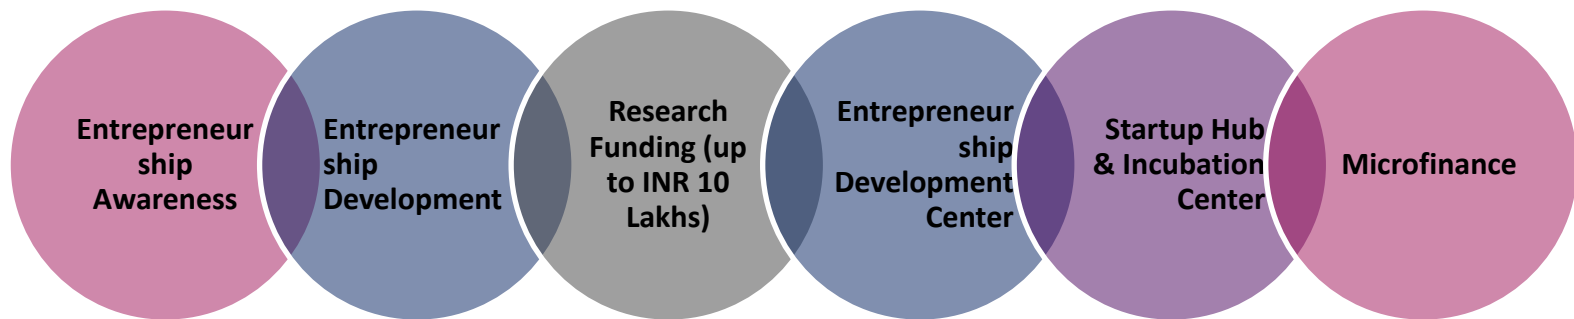 Entrepreneur
ship
Awareness
Entrepreneur
ship
Development
Research
Funding (up
to INR 10
Lakhs)
Entrepreneur
ship
Development
Center
Startup Hub
& Incubation
Center
Microfinance